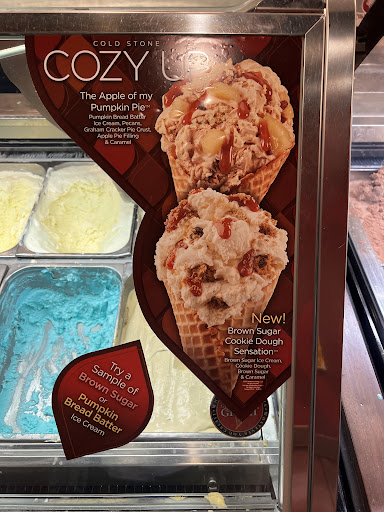 COLD STONE
COZY UP
The Apple of my
Pumpkin Pie™
Pumpkin Bread Batter
Ice Cream, Pecans,
Graham Cracker Pie Crust,
Apple Pie Filling
& Caramel
New!
Brown Sugar
Cookie Dough
Sensation™
Brown Sugar Ice Cream,
Cookie Dough,
Brown Sugar
& Caramel
Try a
Sample of
Brown Sugar
or
Pumpkin
Bread Batter
Ice Cream